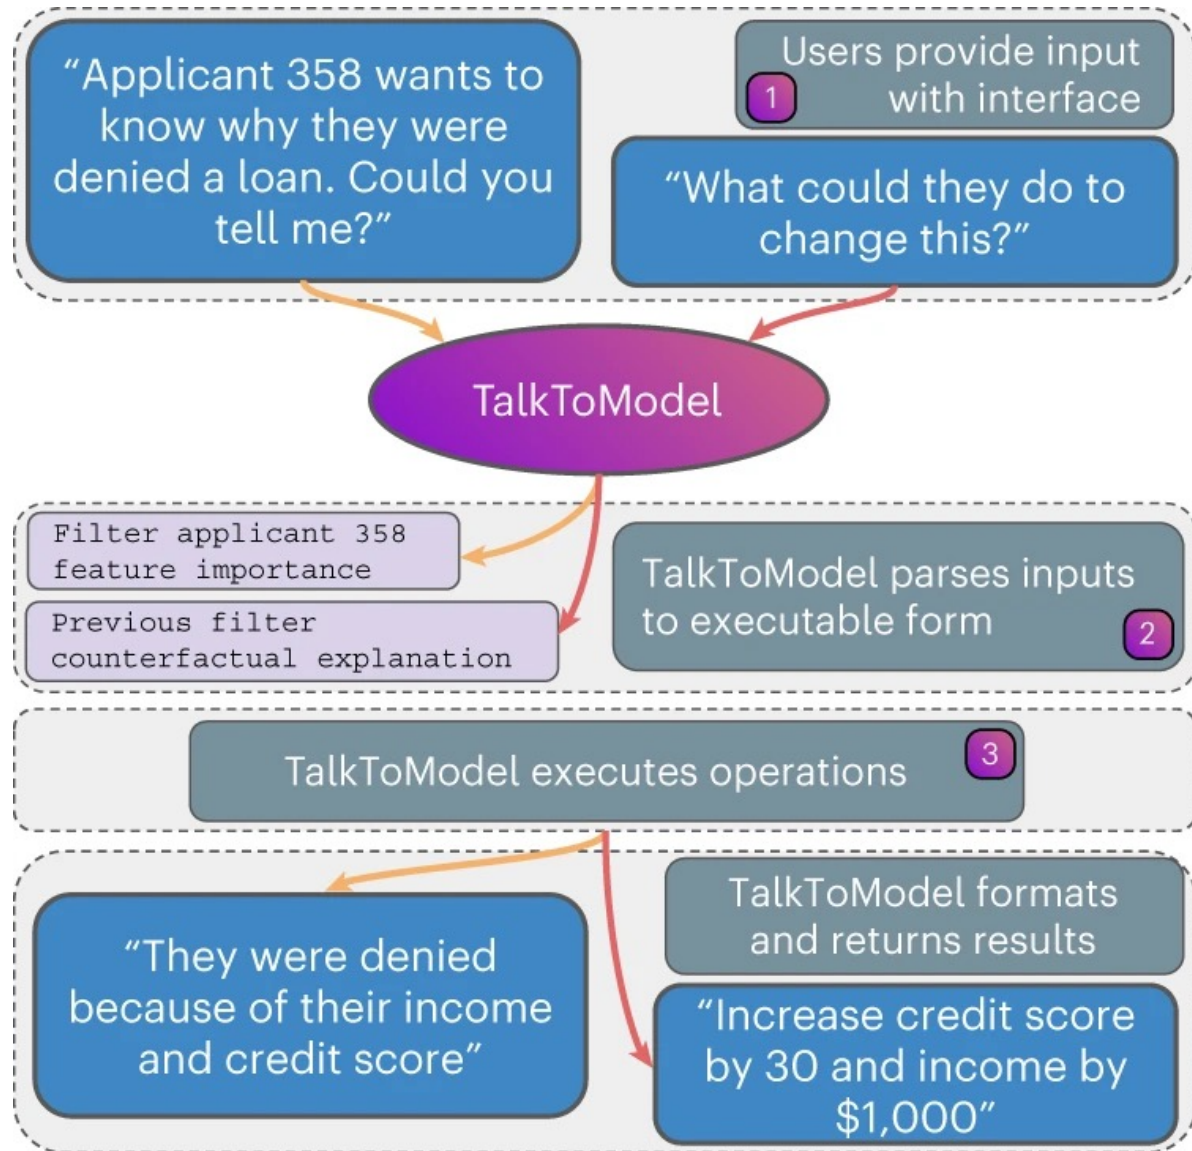 “Applicant 358 wants to
know why they were
denied a loan. Could you
tell me?”
Users provide input
with interface
1
“What could they do to
change this?”
TalkToModel
Filter applicant 358
feature importance
Previous filter
counterfactual explanation
TalkToModel parses inputs
to executable form
2
TalkToModel executes operations
3
“They were denied
because of their income
and credit score”
TalkToModel formats
and returns results
“Increase credit score
by 30 and income by
$1,000”